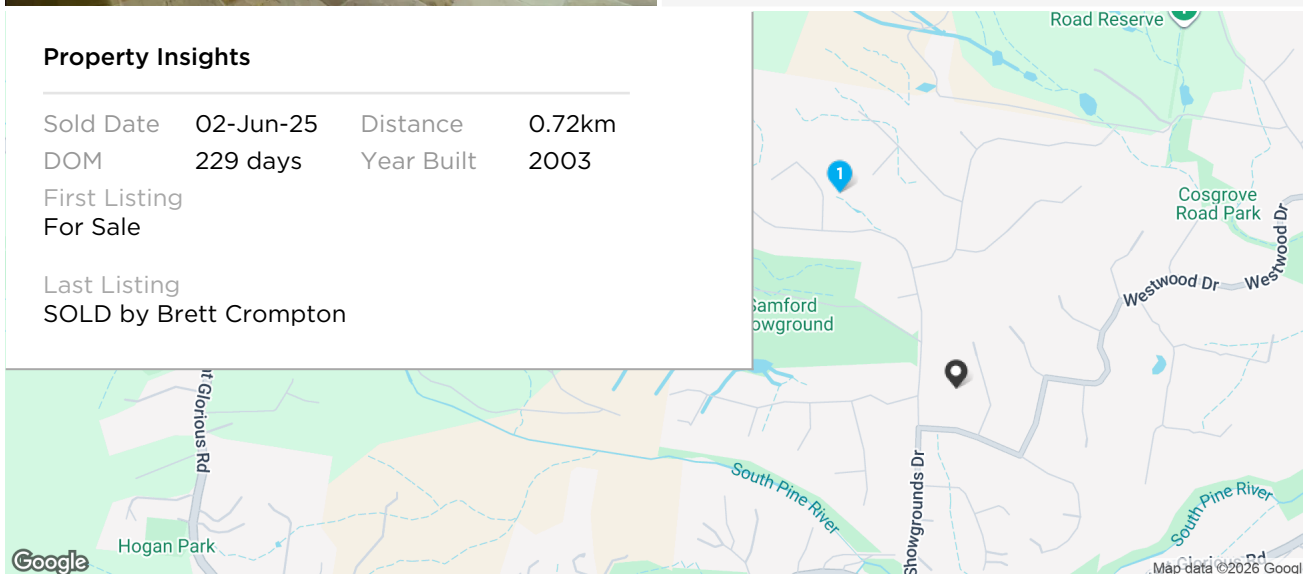 Property Insights
Sold Date 02-Jun-25 Distance 0.72km
DOM 229 days Year Built 2003
First Listing
For Sale
Last Listing
SOLD by Brett Crompton
Road Reserve
1
Cosgrove
Road Park
Westwood Dr
Westwood Dr
Samford
owground
t Glorious Rd
South Pine River
Showgrounds Dr
South Pine River
Hogan Park
Glorious Rd
Google
Map data ©2026 Googl